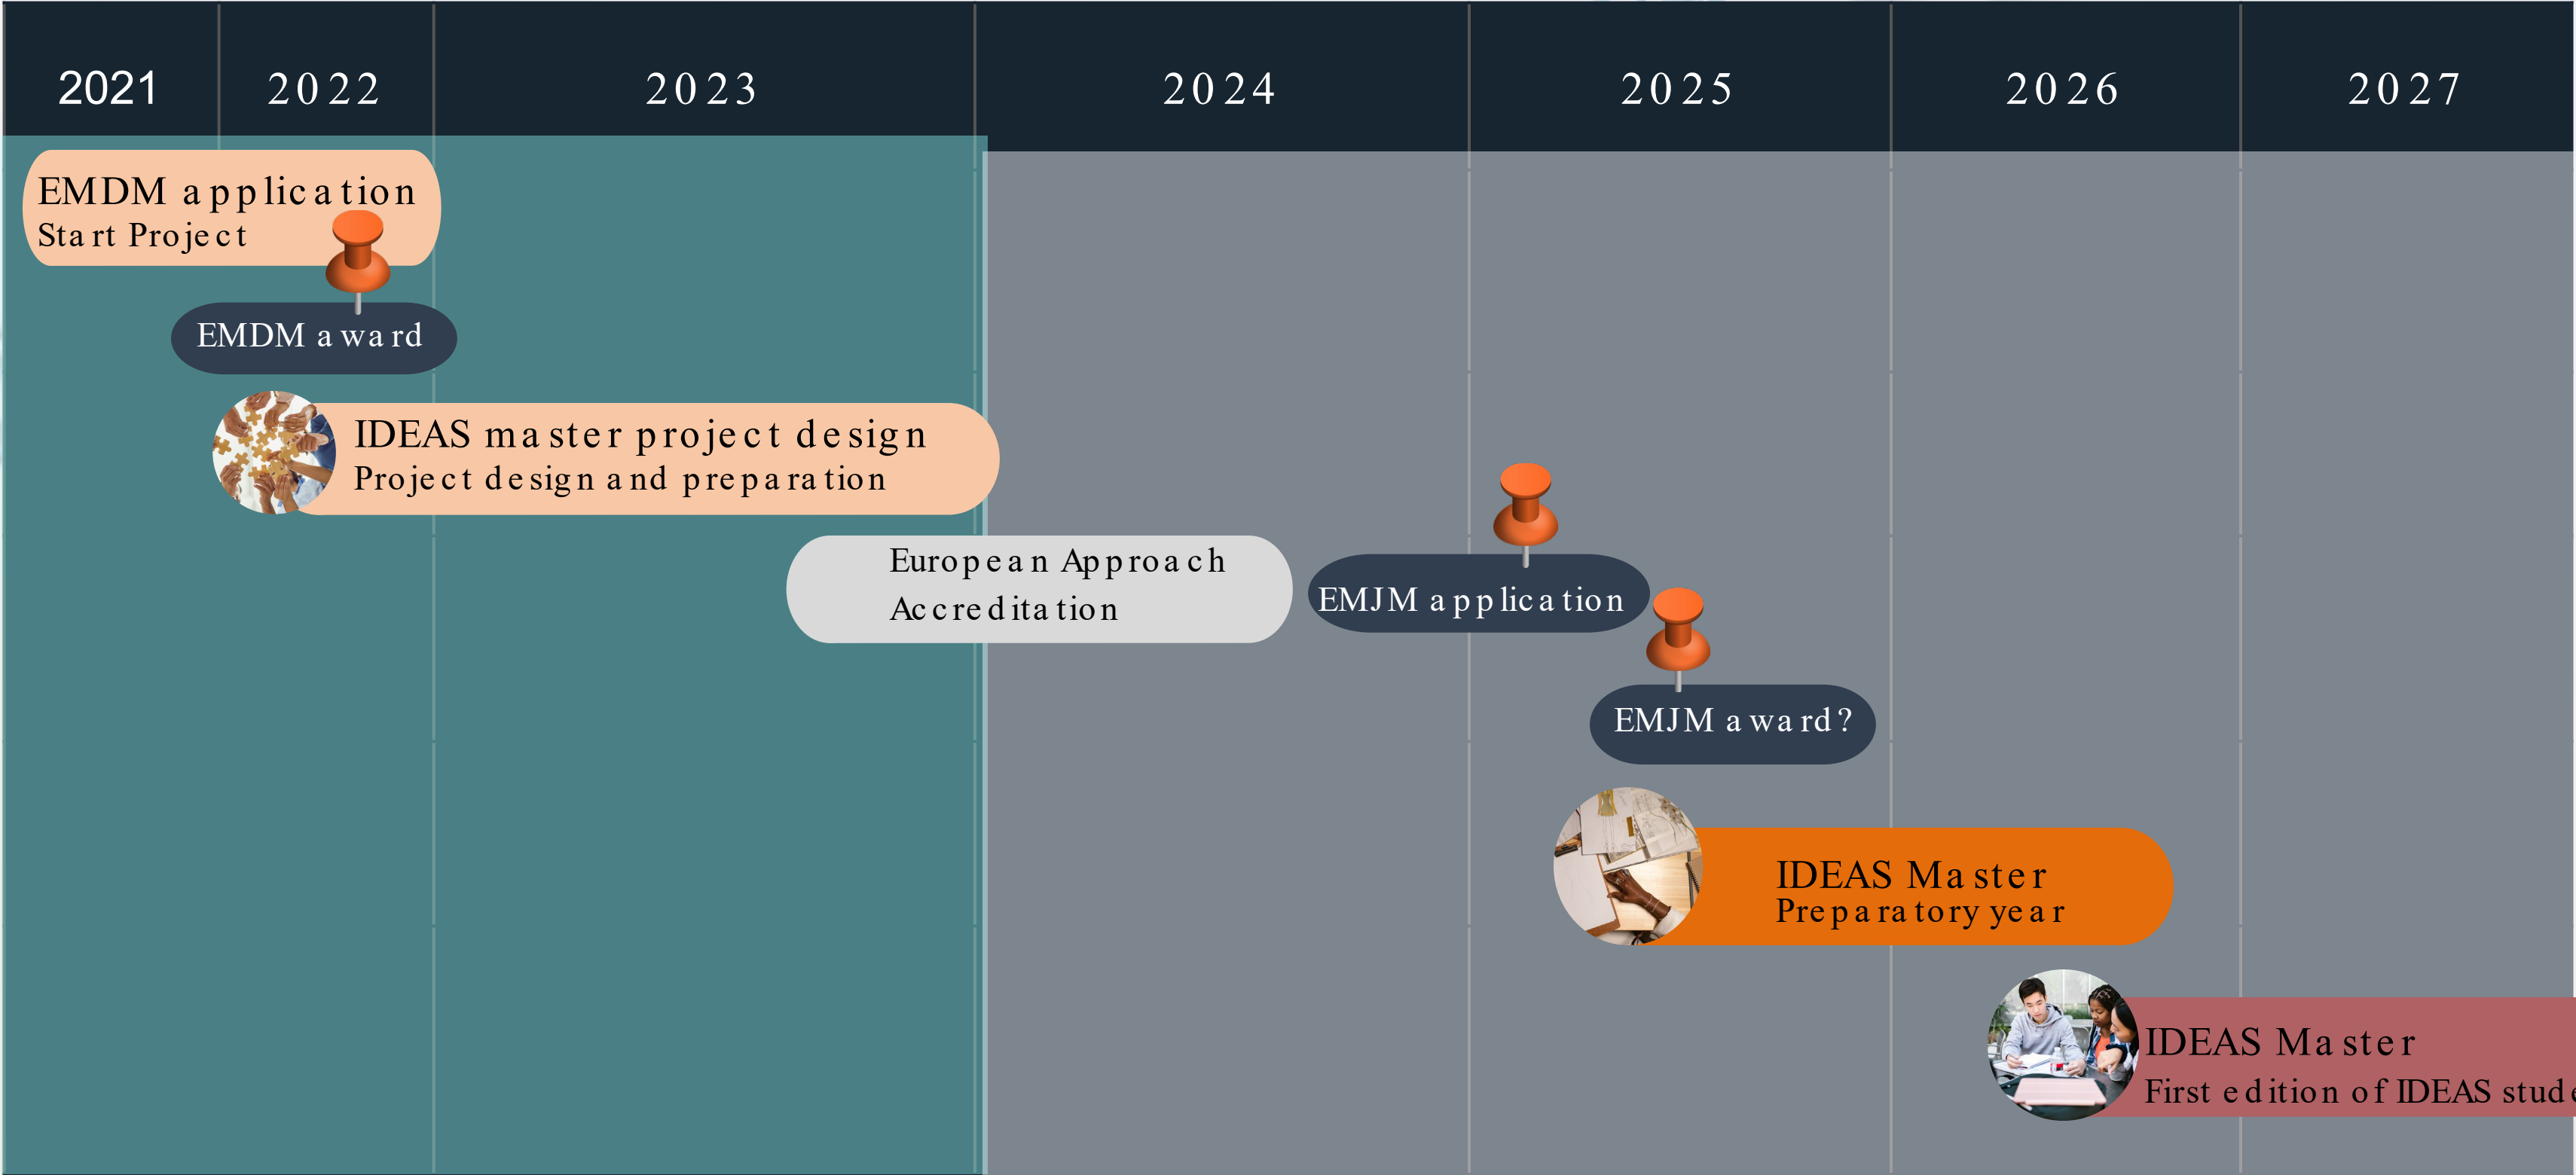 2021 2022 2023 2024 2025 2026 2027
EMDM application
Start Project
EMDM award
IDEAS master project design
Project design and preparation
European Approach
Accreditation
EMJM application
EMJM award?
IDEAS Master
Preparatory year
IDEAS Master
First edition of IDEAS